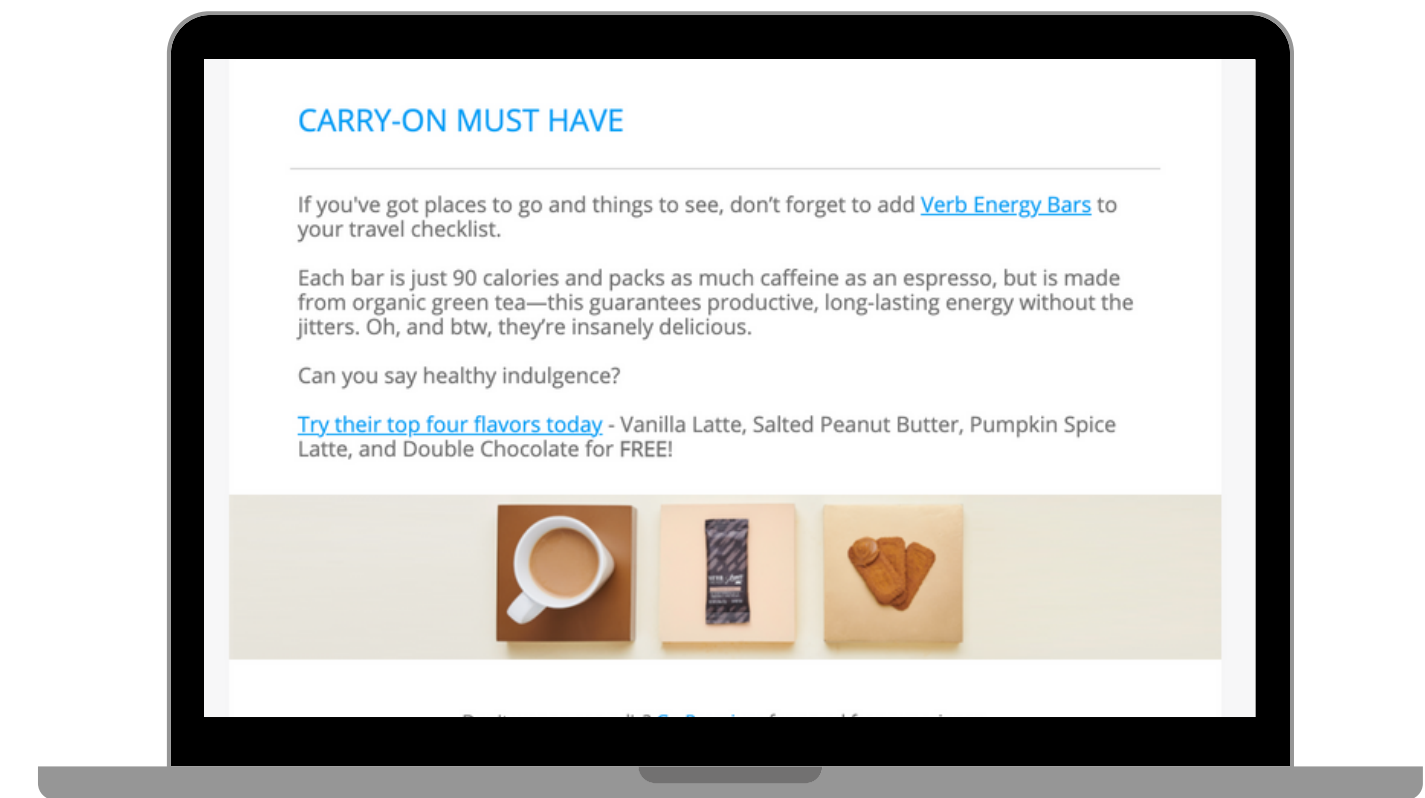 CARRY-ON MUST HAVE
If you've got places to go and things to see, don’t forget to add Verb Energy Bars to
your travel checklist.
Each bar is just 90 calories and packs as much caffeine as an espresso, but is made
from organic green tea—this guarantees productive, long-lasting energy without the
jitters. Oh, and btw, they’re insanely delicious.
Can you say healthy indulgence?
Try their top four flavors today - Vanilla Latte, Salted Peanut Butter, Pumpkin Spice
Latte, and Double Chocolate for FREE!